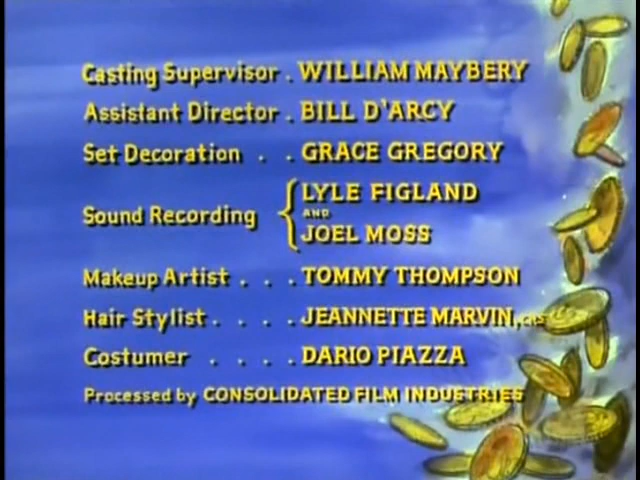 Casting Supervisor . WILLIAM MAYBERY
Assistant Director . BILL D'ARCY
Set Decoration . . GRACE GREGORY
Sound Recording { LYLE FIGLAND
AND
JOEL MOSS
Makeup Artist . . . TOMMY THOMPSON
Hair Stylist . . . . JEANNETTE MARVIN,
Costumer . . . . DARIO PIAZZA
Processed by CONSOLIDATED FILM INDUSTRIES